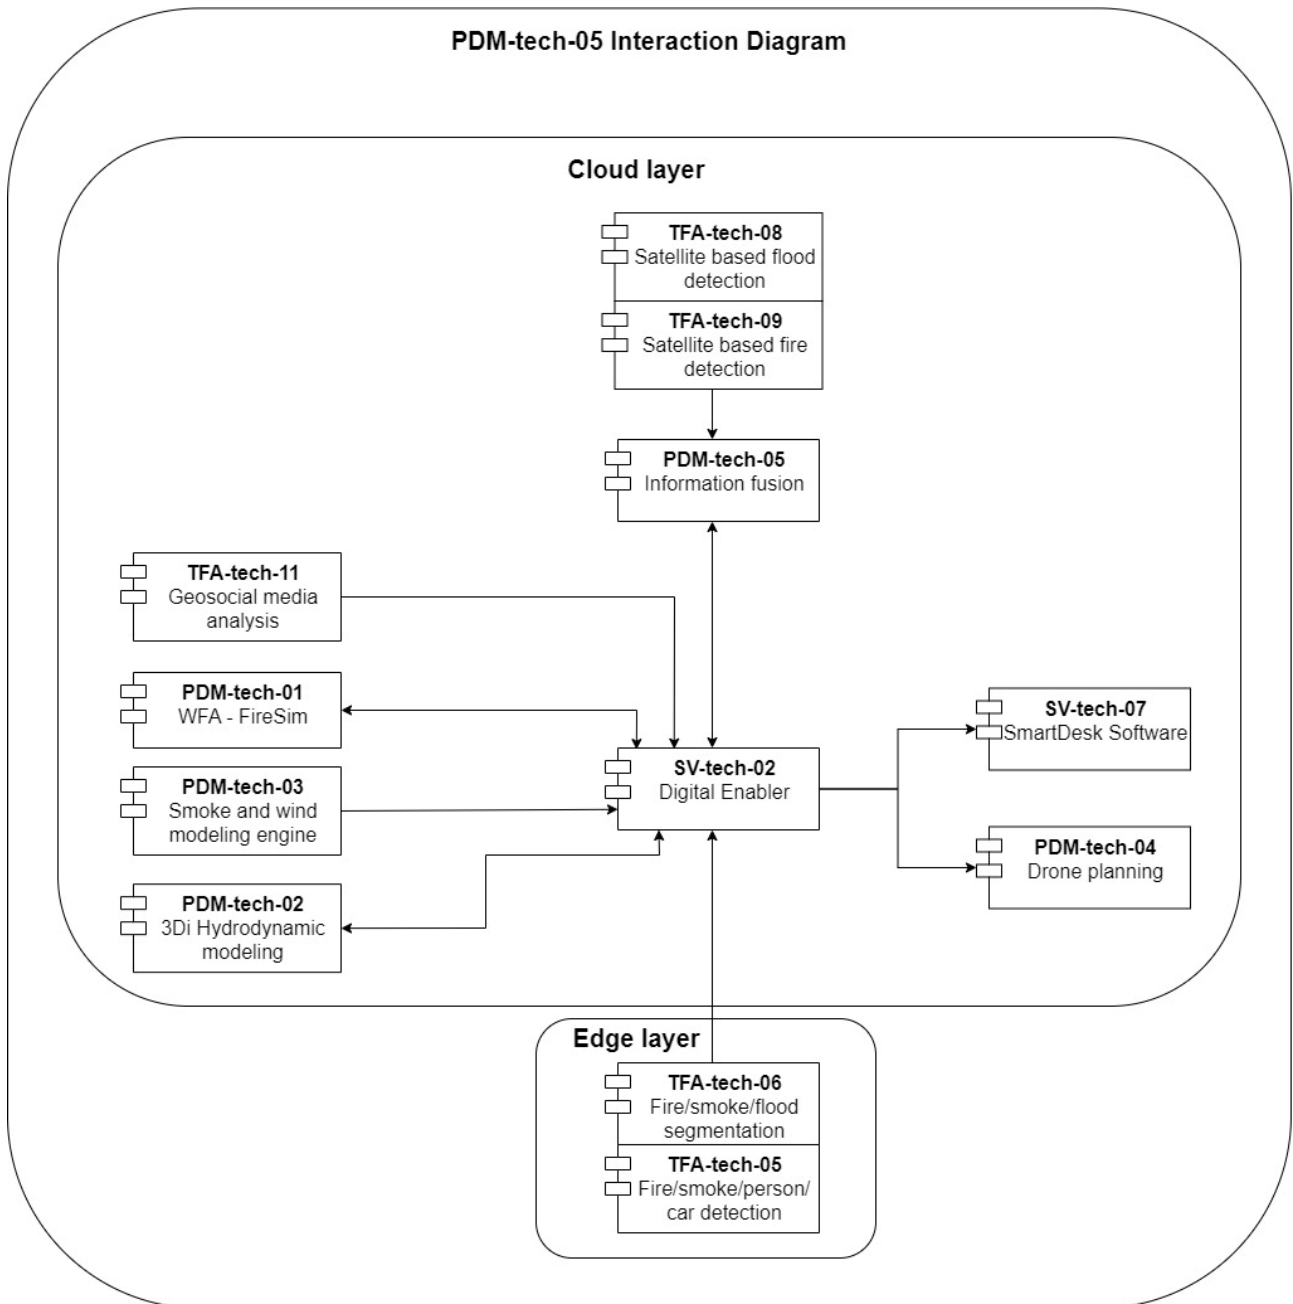 PDM-tech-05 Interaction Diagram
Cloud layer
TFA-tech-08
Satellite based flood
detection
TFA-tech-09
Satellite based fire
detection
PDM-tech-05
Information fusion
TFA-tech-11
Geosocial media
analysis
PDM-tech-01
WFA - FireSim
PDM-tech-03
Smoke and wind
modeling engine
PDM-tech-02
3Di Hydrodynamic
modeling
SV-tech-02
Digital Enabler
SV-tech-07
SmartDesk Software
PDM-tech-04
Drone planning
Edge layer
TFA-tech-06
Fire/smoke/flood
segmentation
TFA-tech-05
Fire/smoke/person/
car detection